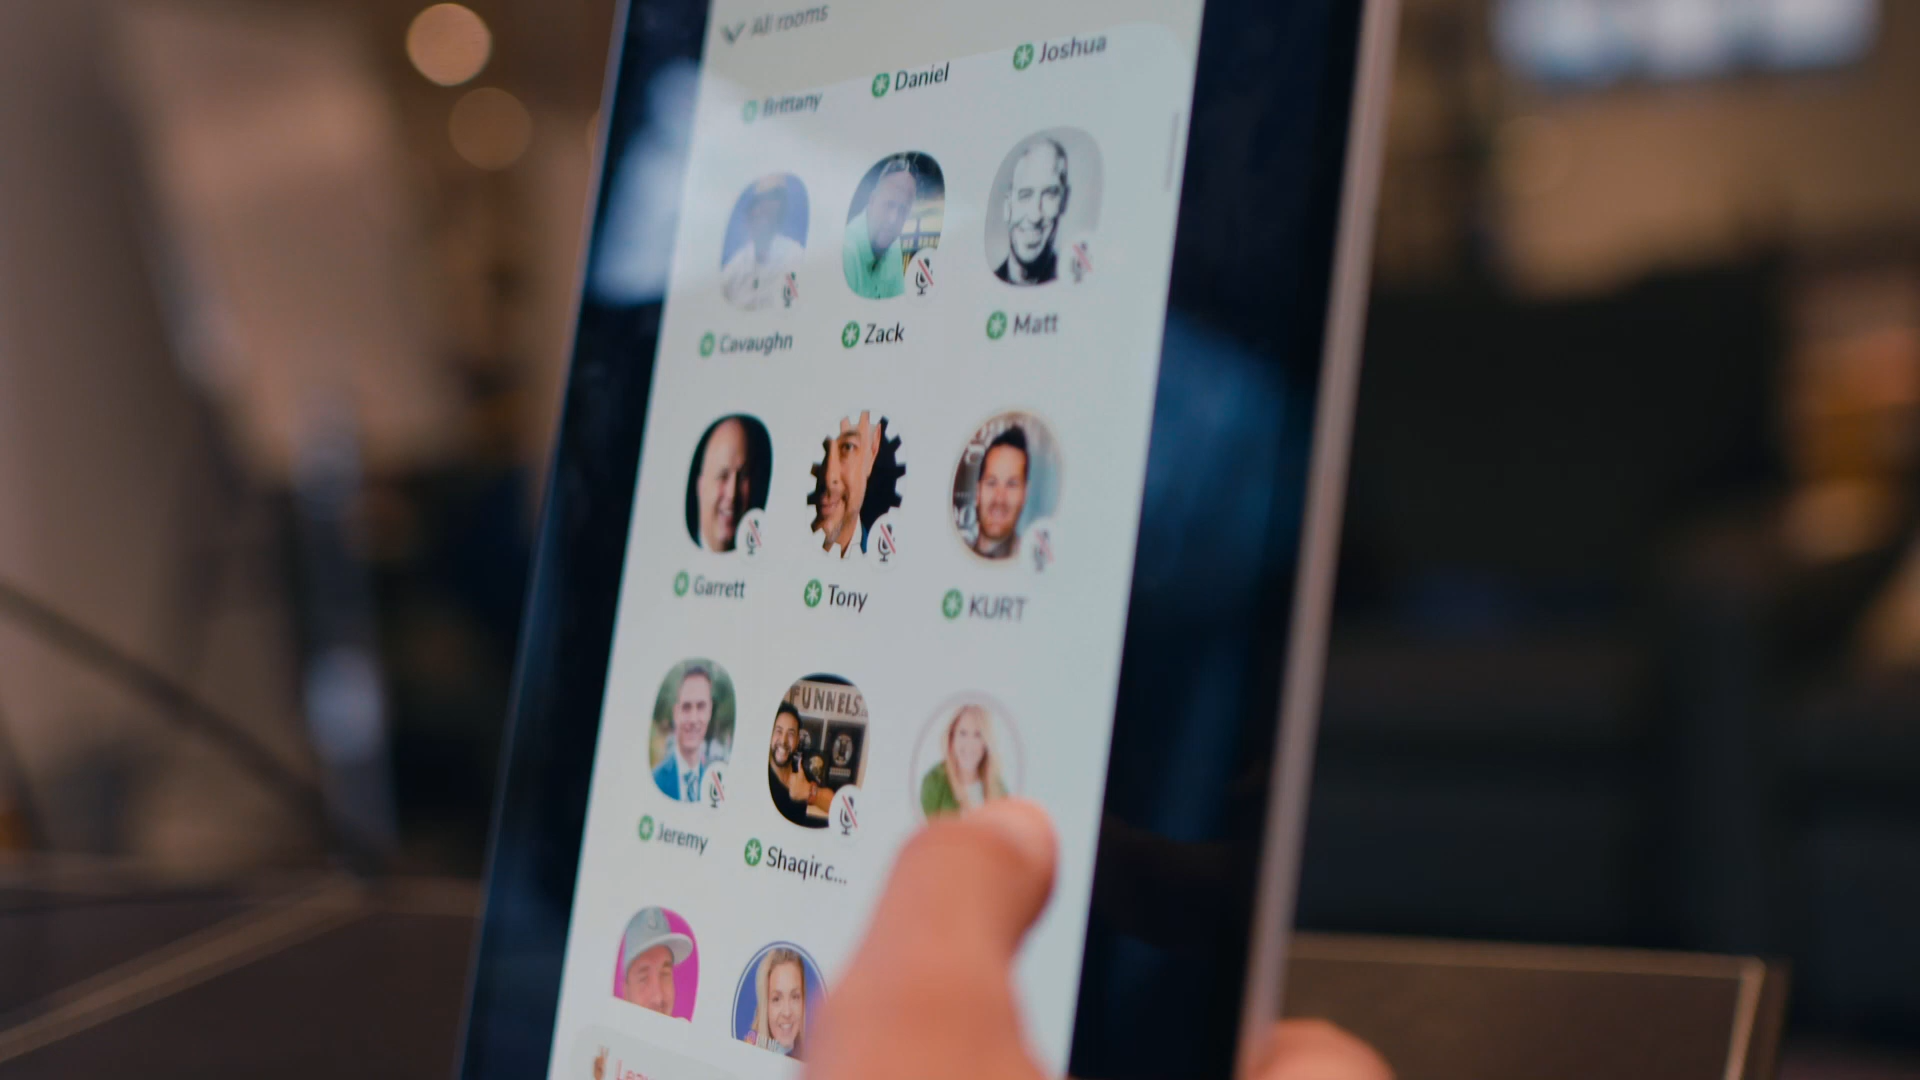 All rooms
Brittany Daniel Joshua
Cavaughn Zack Matt
Garrett Tony KURT
FUNNELS
Jeremy Shaqir.c...